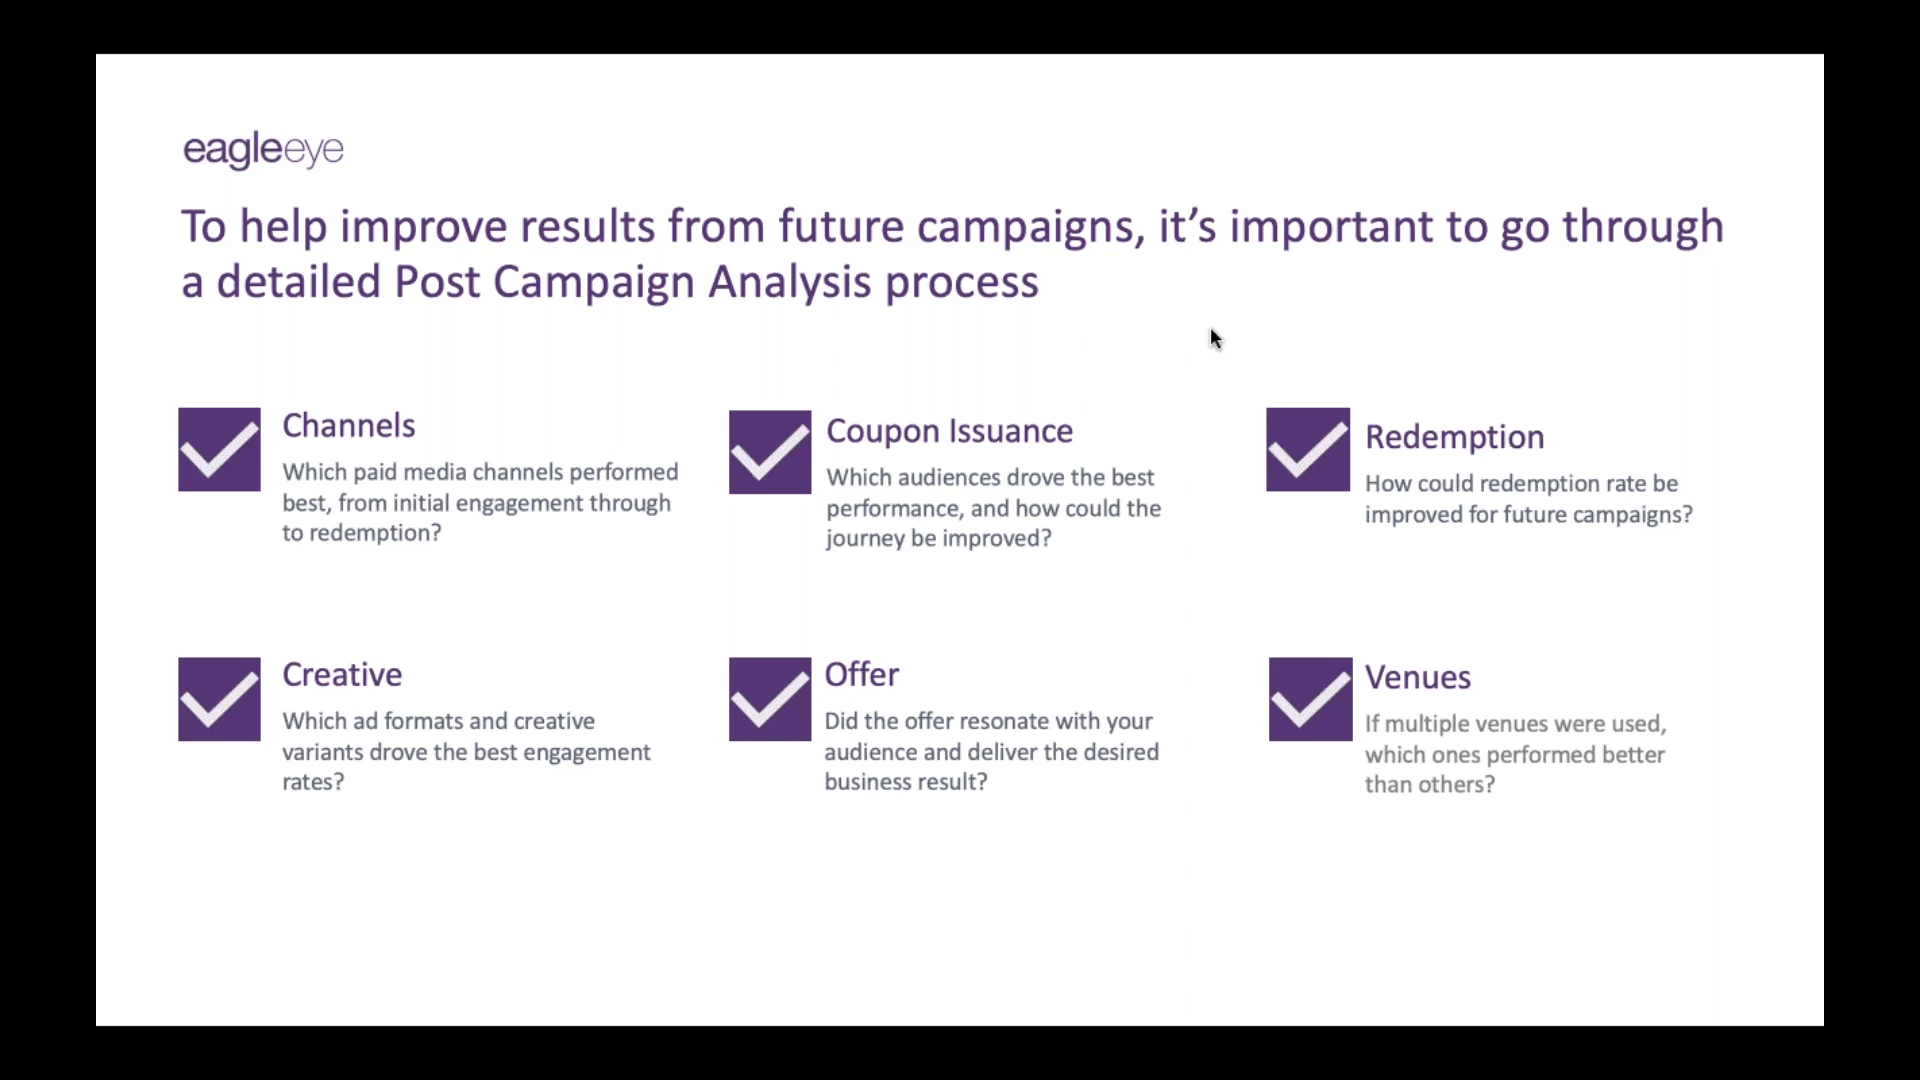 eagleeye
To help improve results from future campaigns, it’s important to go through
a detailed Post Campaign Analysis process
Channels
Which paid media channels performed
best, from initial engagement through
to redemption?
Coupon Issuance
Which audiences drove the best
performance, and how could the
journey be improved?
Redemption
How could redemption rate be
improved for future campaigns?
Creative
Which ad formats and creative
variants drove the best engagement
rates?
Offer
Did the offer resonate with your
audience and deliver the desired
business result?
Venues
If multiple venues were used,
which ones performed better
than others?